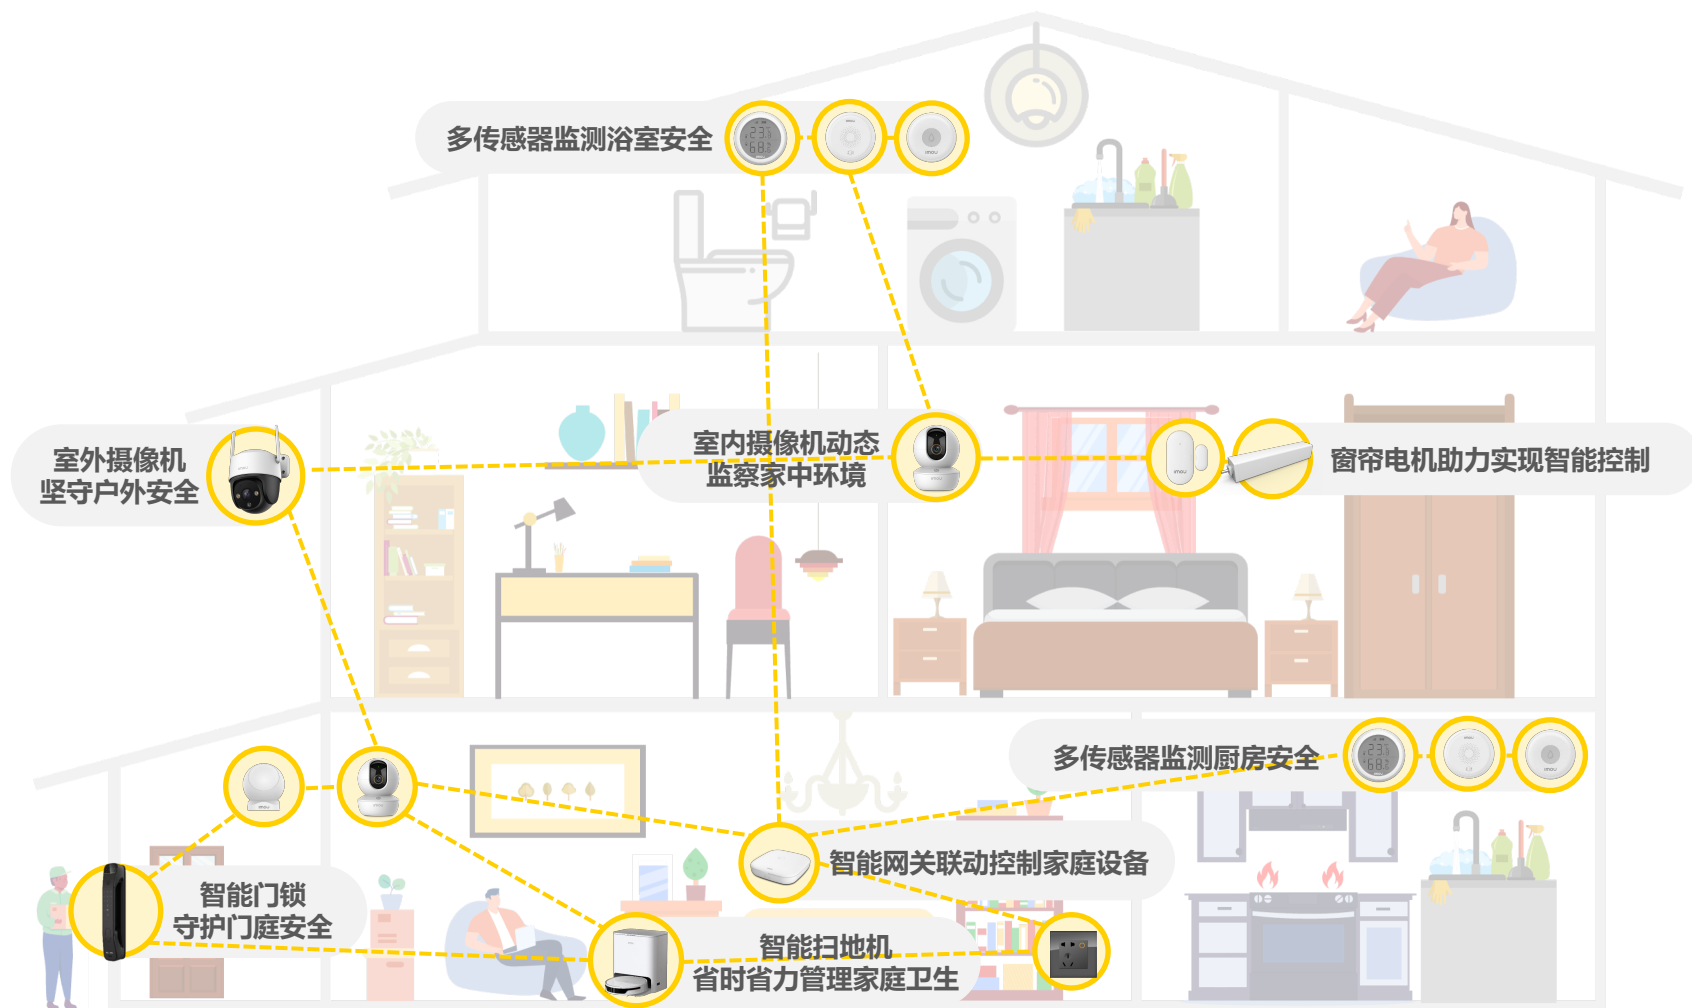 多传感器监测浴室安全
室外摄像机
坚守户外安全
室内摄像机动态
监察家中环境
窗帘电机助力实现智能控制
多传感器监测厨房安全
智能网关联动控制家庭设备
智能门锁
守护门庭安全
智能扫地机
省时省力管理家庭卫生